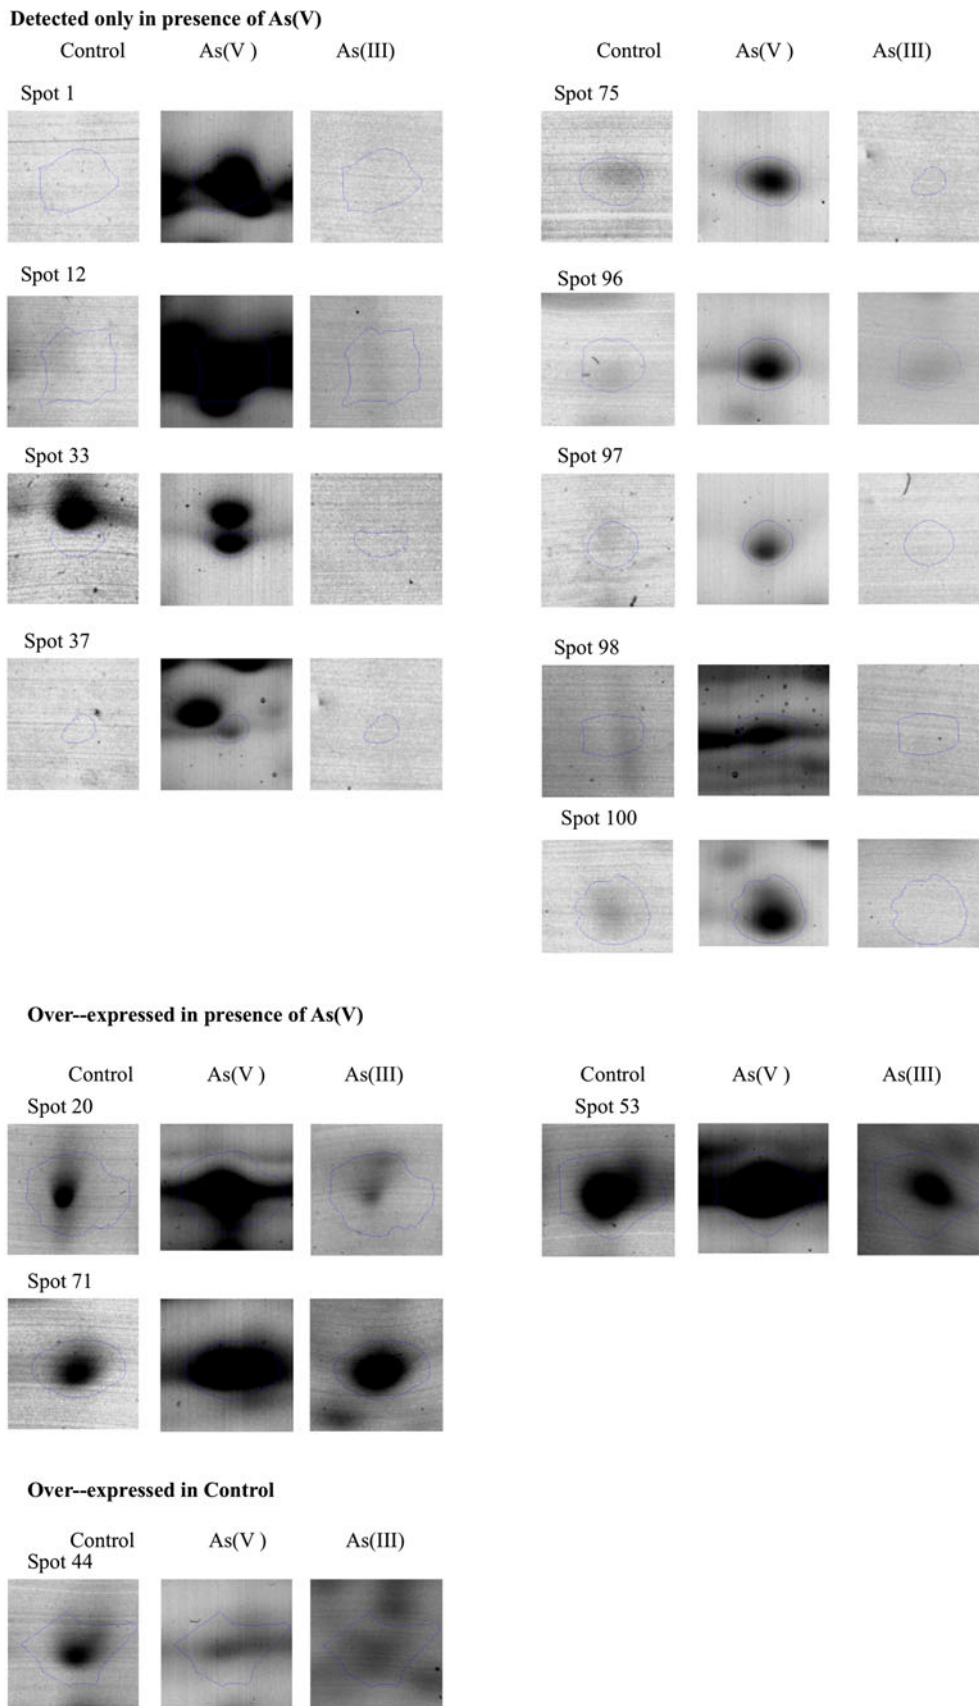 Detected only in presence of As(V)
Control As(V ) As(III) Control As(V ) As(III)
Spot 1 Spot 75
Spot 12 Spot 96
Spot 33 Spot 97
Spot 37 Spot 98
Spot 100
Over--expressed in presence of As(V)
Control As(V ) As(III) Control As(V ) As(III)
Spot 20 Spot 53
Spot 71
Over--expressed in Control
Control As(V ) As(III)
Spot 44